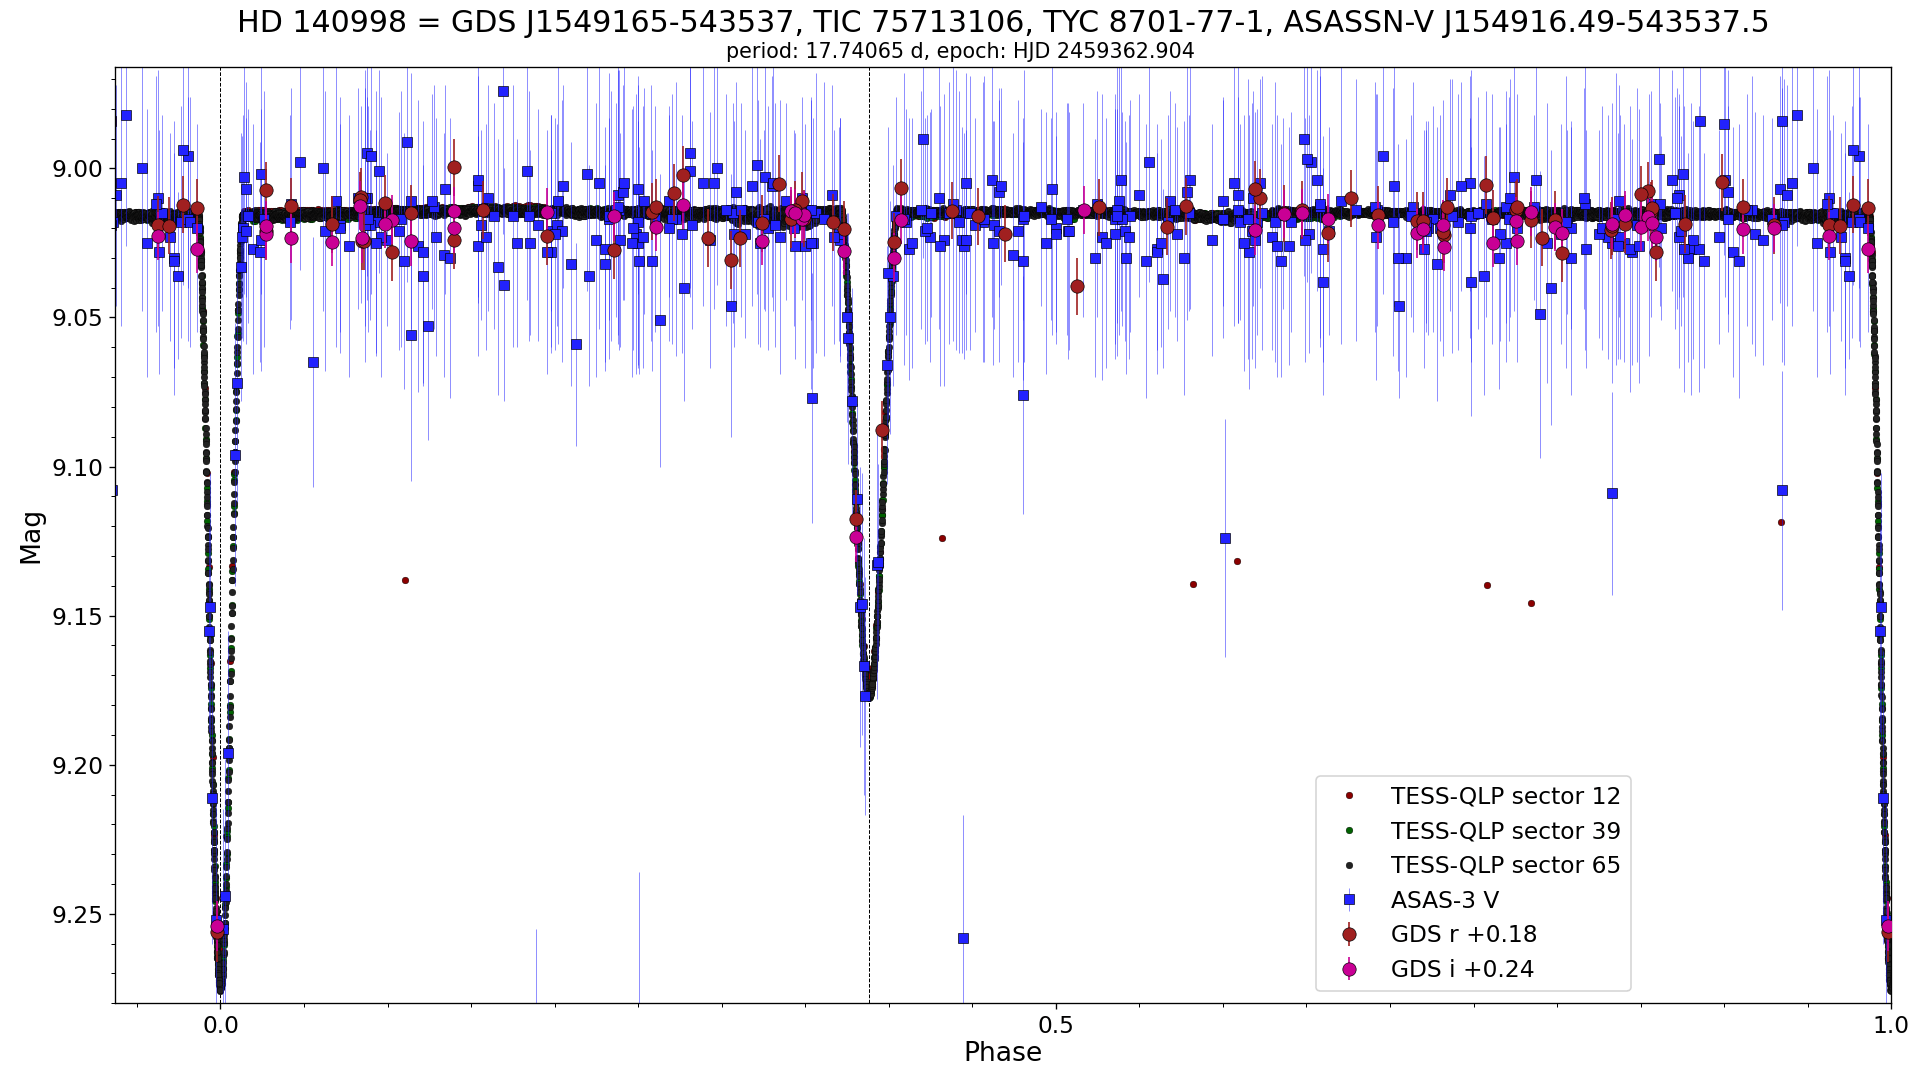 HD 140998 = GDS J1549165-543537, TIC 75713106, TYC 8701-77-1, ASASSN-V J154916.49-543537.5
period: 17.74065 d, epoch: HJD 2459362.904
9.00
9.05
9.10
9.15
9.20
9.25
Mag
TESS-QLP sector 12
TESS-QLP sector 39
TESS-QLP sector 65
ASAS-3 V
GDS r +0.18
GDS i +0.24
0.0
0.5
1.0
Phase